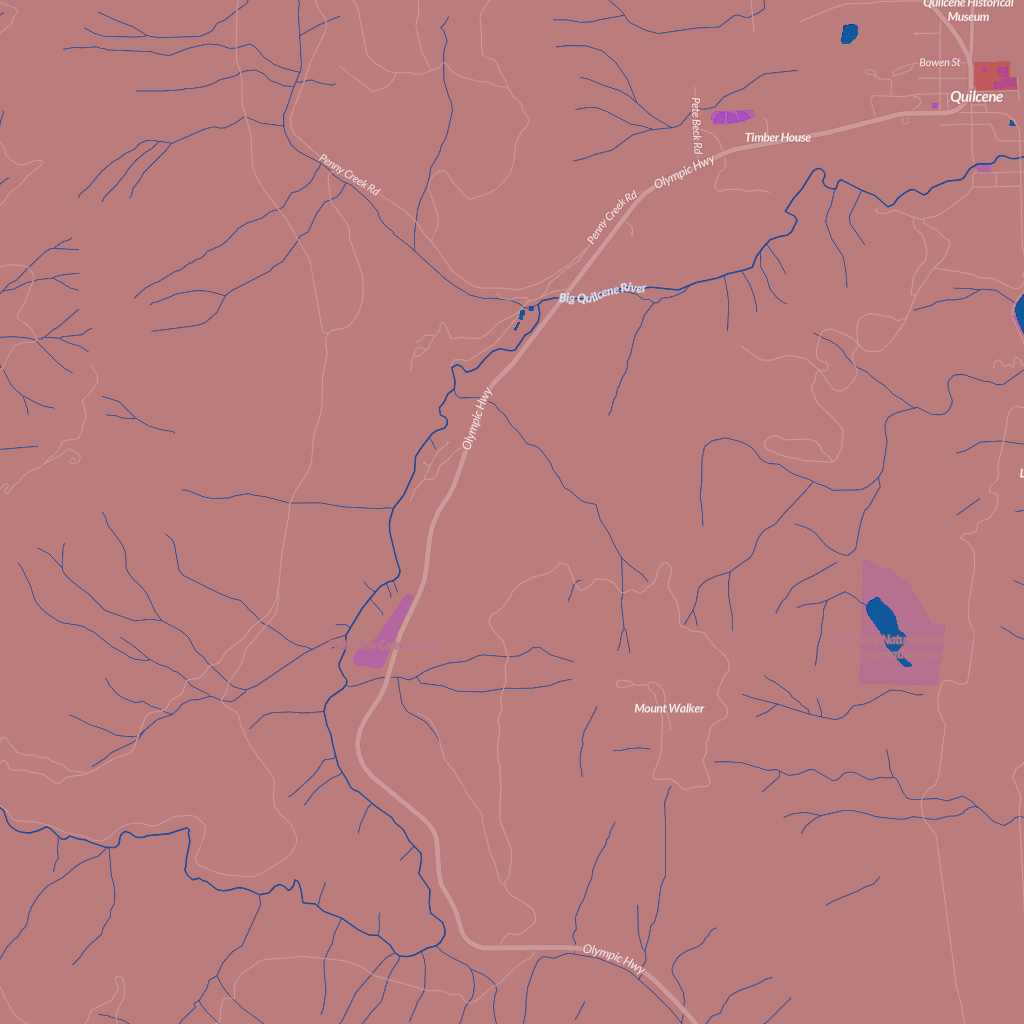 Quilcene Historical
Museum
Bowen St
Quilcene
Pete Beck Rd
Timber House
Olympic Hwy
Penny Creek Rd
Penny Creek Rd
Big Quilcene River
Olympic Hwy
Natural
Mount Walker
Olympic Hwy